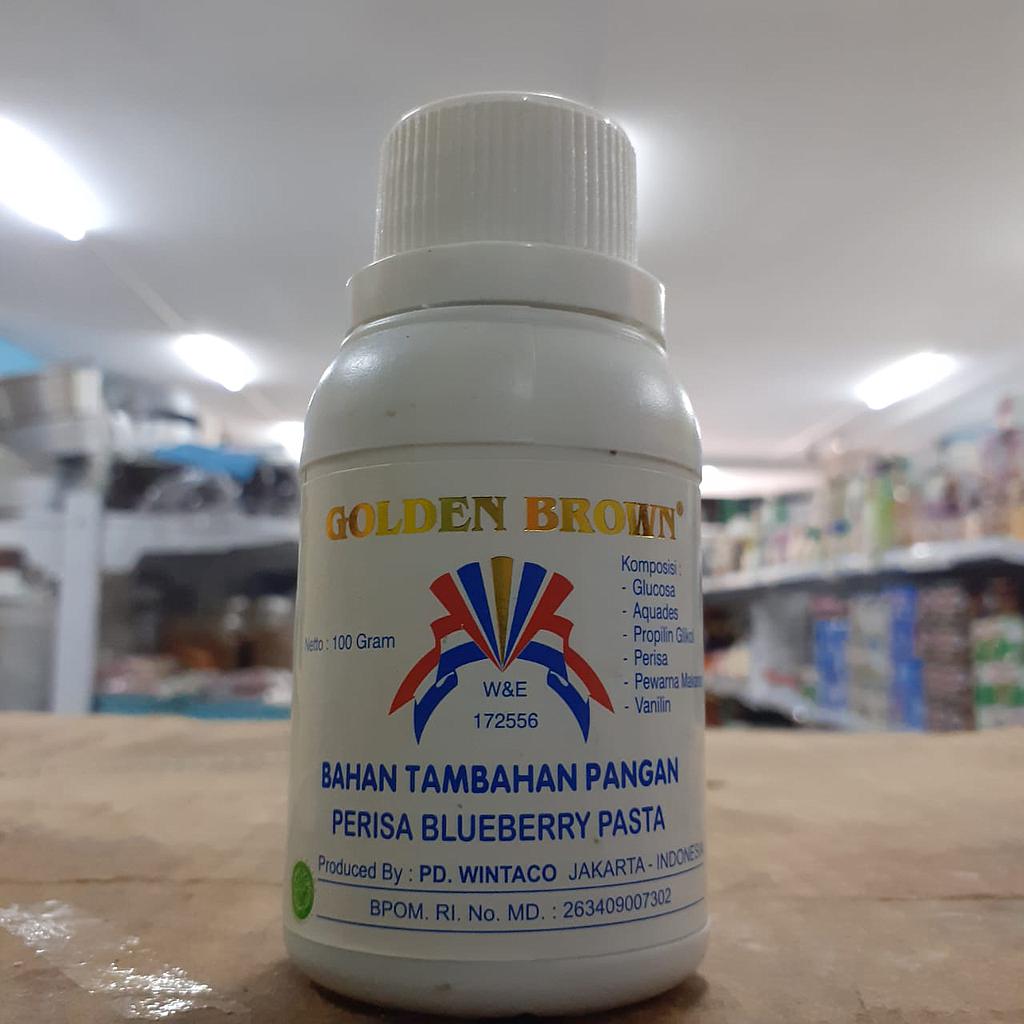 GOLDEN BROWN®
Komposisi :
- Glucosa
- Aquades
- Propilin Glikol
- Perisa
- Pewarna
- Vanilin
Netto : 100 Gram
W&E
172556
BAHAN TAMBAHAN PANGAN
PERISA BLUEBERRY PASTA
Produced By : PD. WINTACO JAKARTA - INDONESIA
BPOM. RI. No. MD. : 263409007302